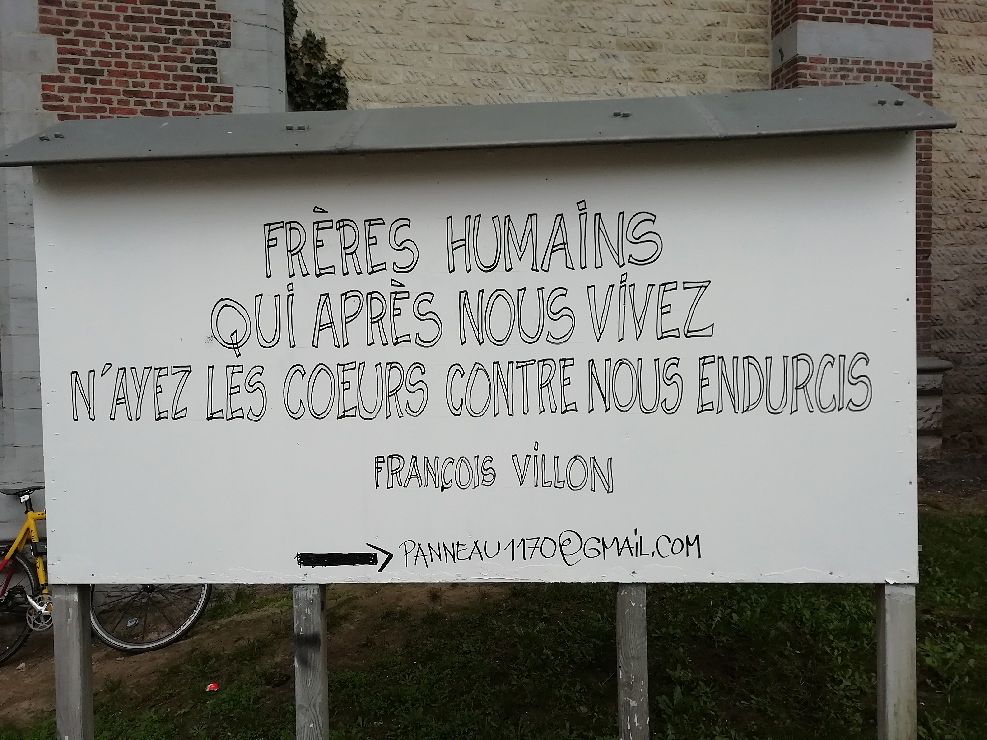 FRÈRES HUMAiNS
QUi APRÈS NOUS ViVEZ
N'AYEZ LES COEURS CONTRE NOUS ENDURCIS
FRANÇOiS ViLLON
PANNEAU1170@GMAiL.COM